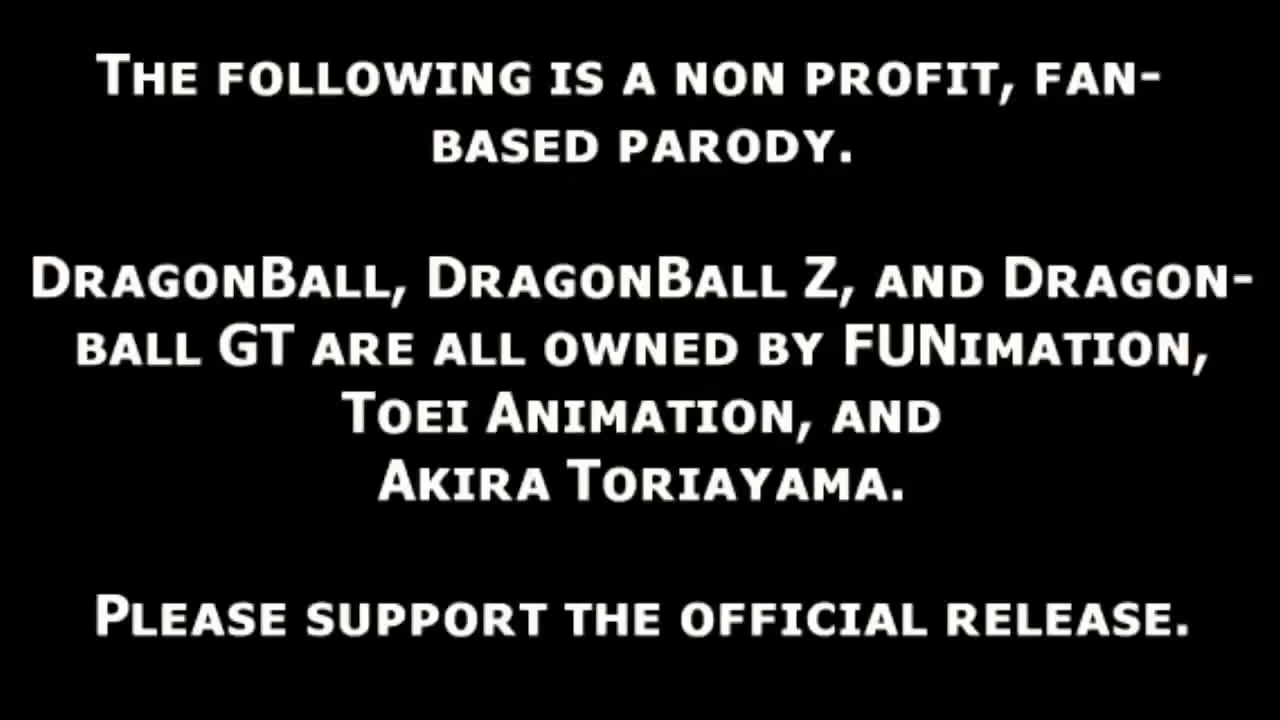 The following is a non profit, fan-
based parody.
DragonBall, DragonBall Z, and Dragon-
ball GT are all owned by FUNimation,
Toei Animation, and
Akira Toriayama.
Please support the official release.